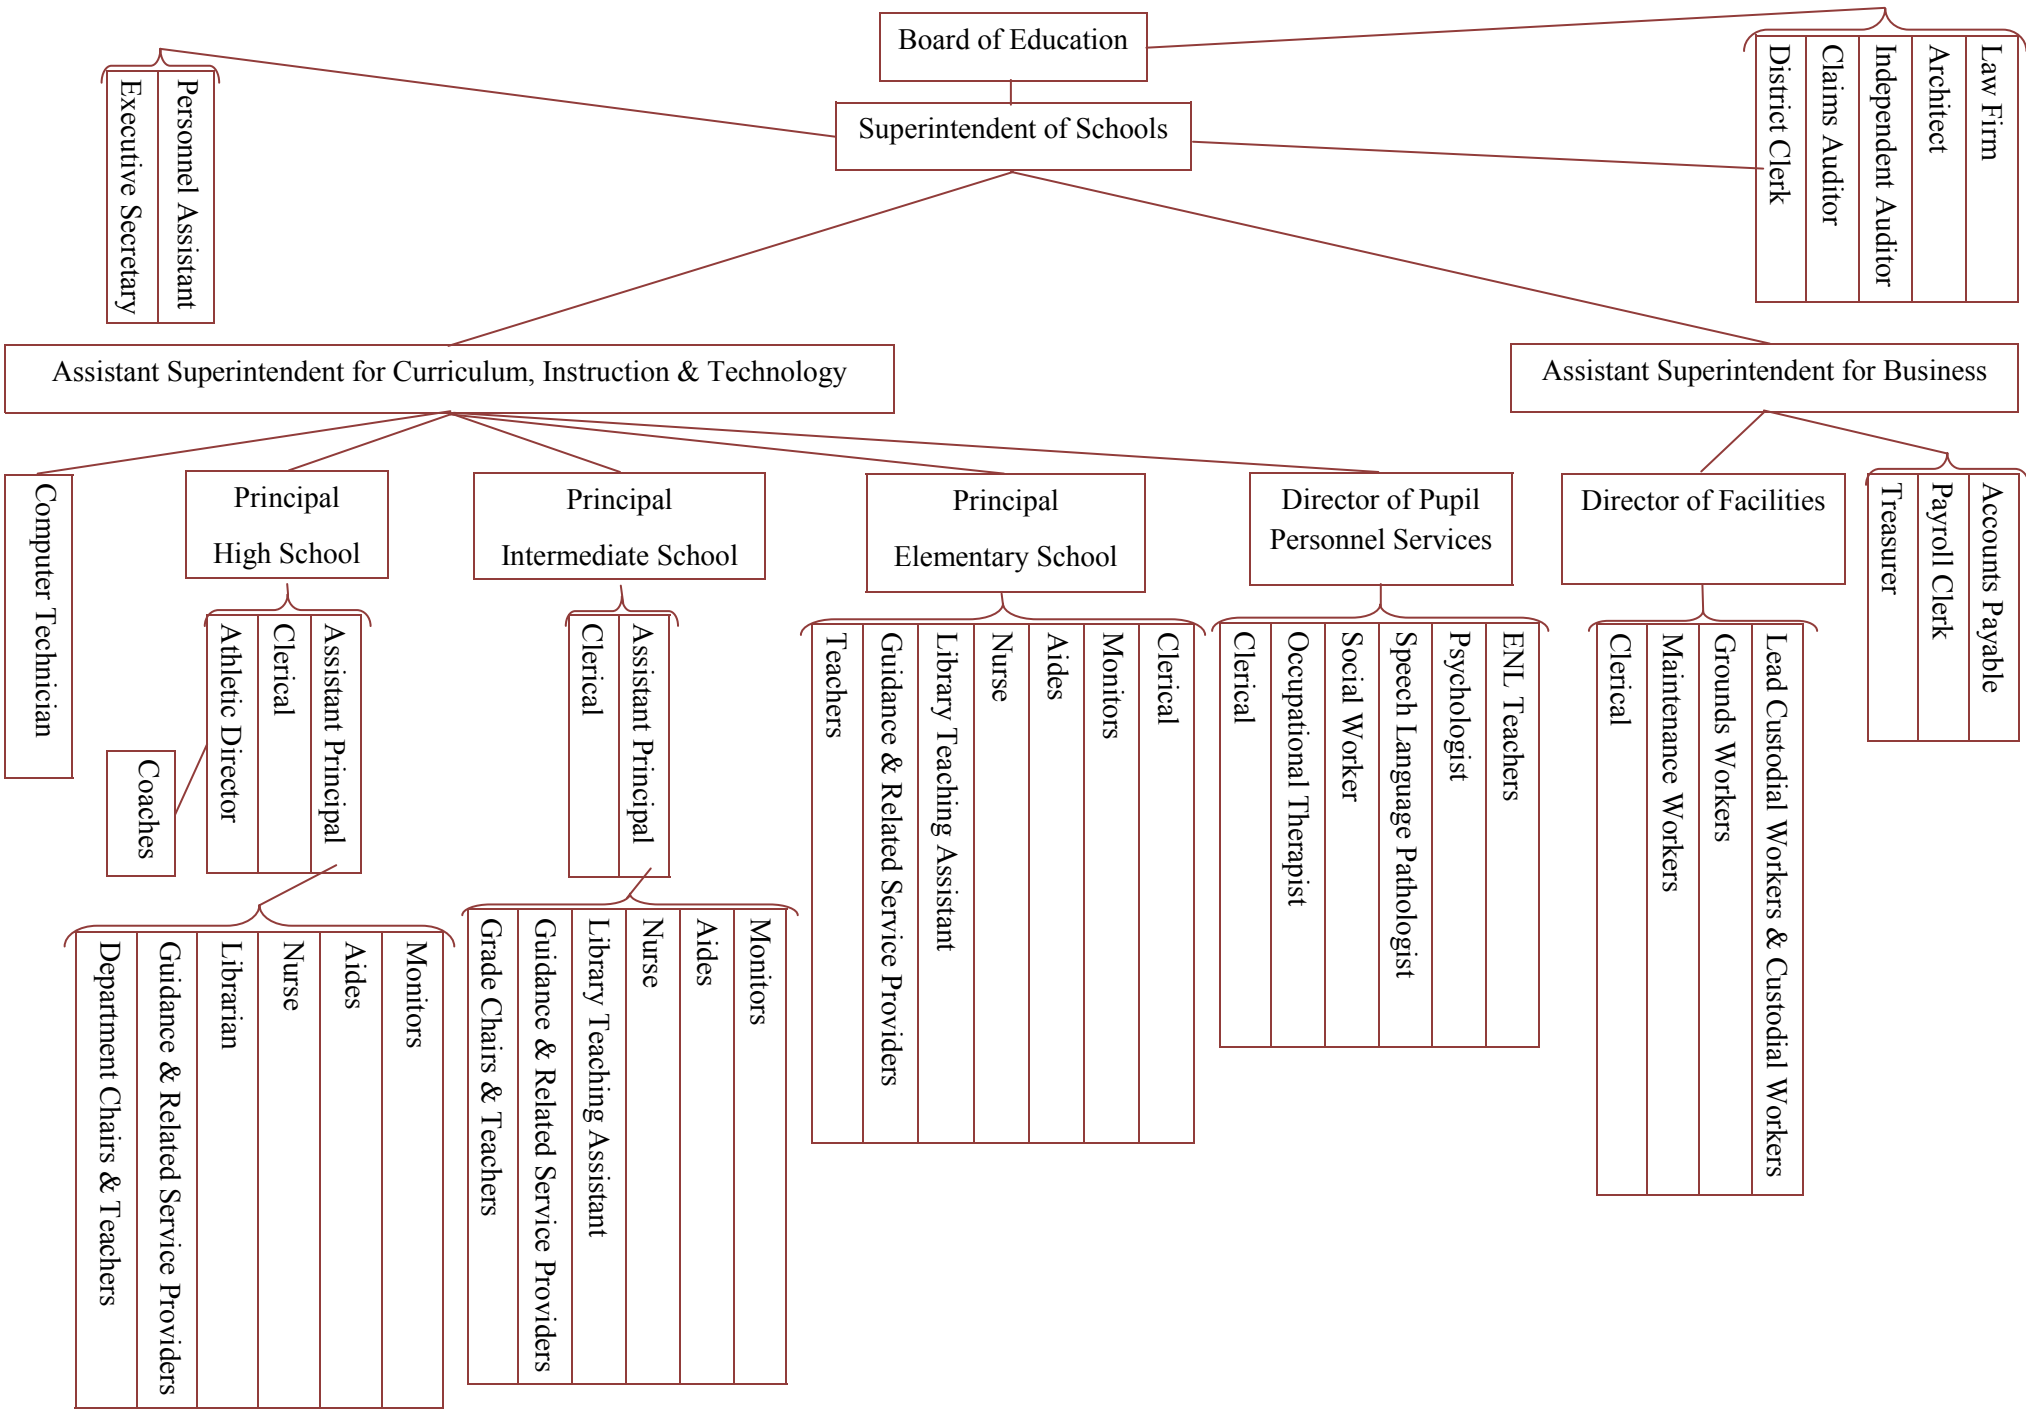 Board of Education
Superintendent of Schools
Personnel Assistant
Executive Secretary
Law Firm
Architect
Independent Auditor
Claims Auditor
District Clerk
Assistant Superintendent for Curriculum, Instruction & Technology
Assistant Superintendent for Business
Computer Technician
Principal
High School
Principal
Intermediate School
Principal
Elementary School
Director of Pupil
Personnel Services
Director of Facilities
Accounts Payable
Payroll Clerk
Treasurer
Assistant Principal
Clerical
Athletic Director
Coaches
Assistant Principal
Clerical
Clerical
Monitors
Aides
Nurse
Library Teaching Assistant
Guidance & Related Service Providers
Teachers
ENL Teachers
Psychologist
Speech Language Pathologist
Social Worker
Occupational Therapist
Clerical
Lead Custodial Workers & Custodial Workers
Grounds Workers
Maintenance Workers
Clerical
Monitors
Aides
Nurse
Librarian
Guidance & Related Service Providers
Department Chairs & Teachers
Monitors
Aides
Nurse
Library Teaching Assistant
Guidance & Related Service Providers
Grade Chairs & Teachers